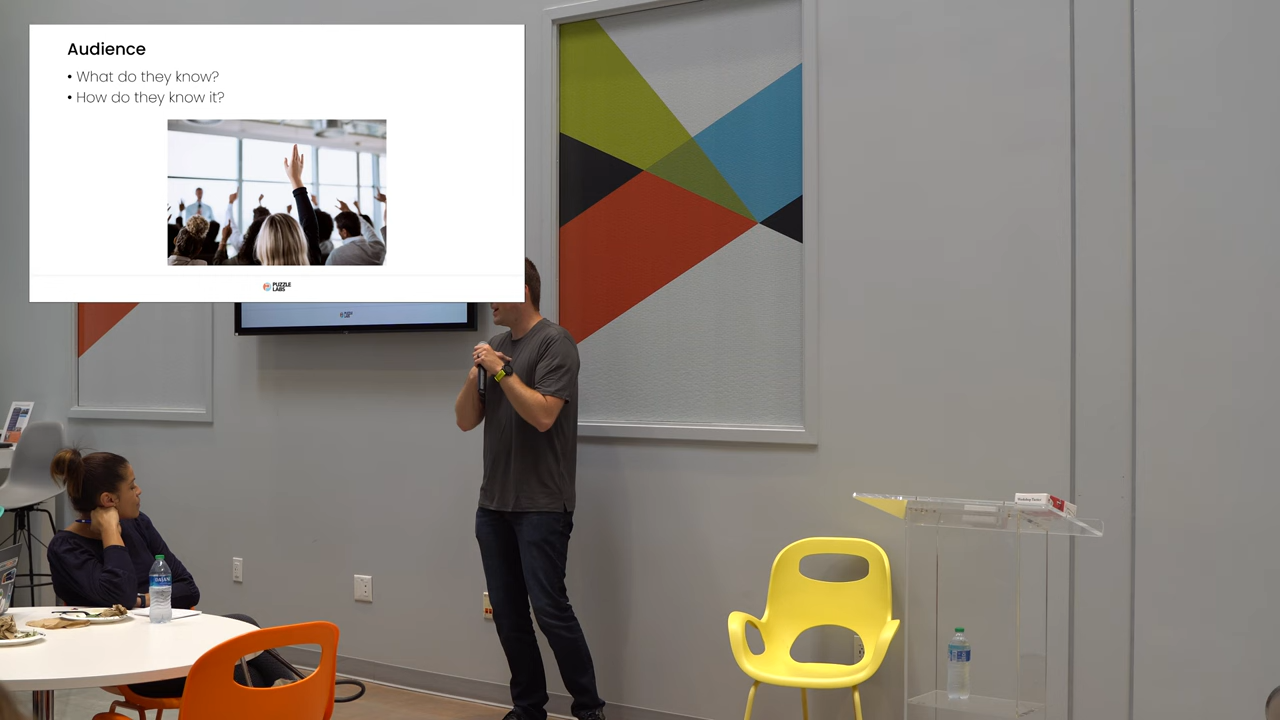 Audience
• What do they know?
• How do they know it?
PUZZLE
LABS